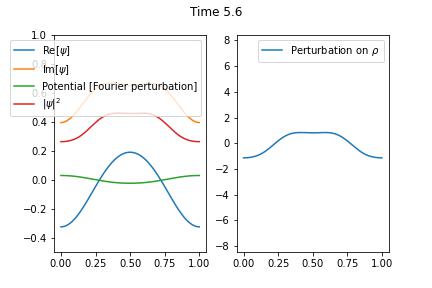 Time 5.6
1.0
0.8
0.6
0.4
0.2
0.0
−0.2
−0.4
0.00 0.25 0.50 0.75 1.00
Re[ψ]
Im[ψ]
Potential [Fourier perturbation]
|ψ|²
8
6
4
2
0
−2
−4
−6
−8
0.00 0.25 0.50 0.75 1.00
Perturbation on ρ